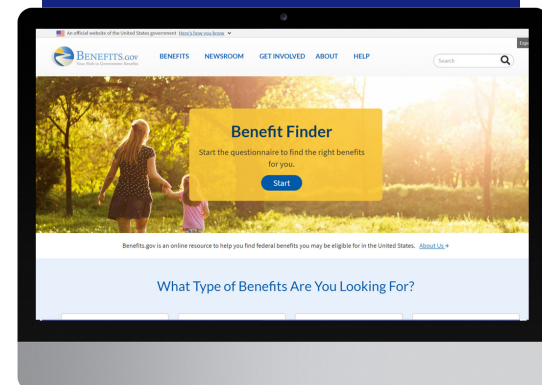 An official website of the United States government Here's how you know
BENEFITS.GOV
Your Path to Government Benefits
BENEFITS NEWSROOM GET INVOLVED ABOUT HELP
Search
Benefit Finder
Start the questionnaire to find the right benefits
for you.
Start
Benefits.gov is an online resource to help you find federal benefits you may be eligible for in the United States. About Us →
What Type of Benefits Are You Looking For?